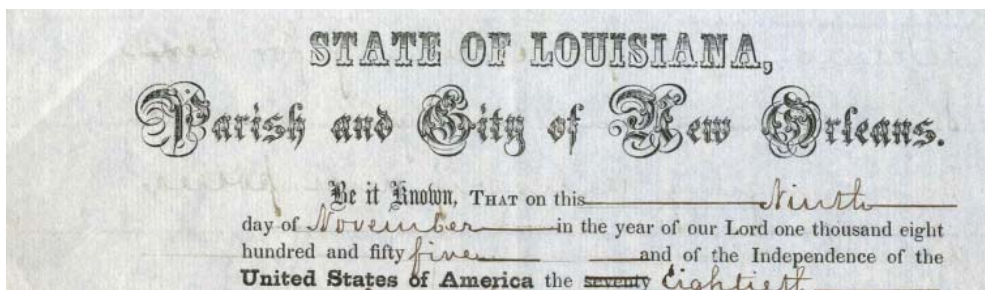 STATE OF LOUISIANA,
Parish and City of New Orleans.
Be it Known, THAT on this Ninth
day of November in the year of our Lord one thousand eight
hundred and fifty five and of the Independence of the
United States of America the seventy Eightieth